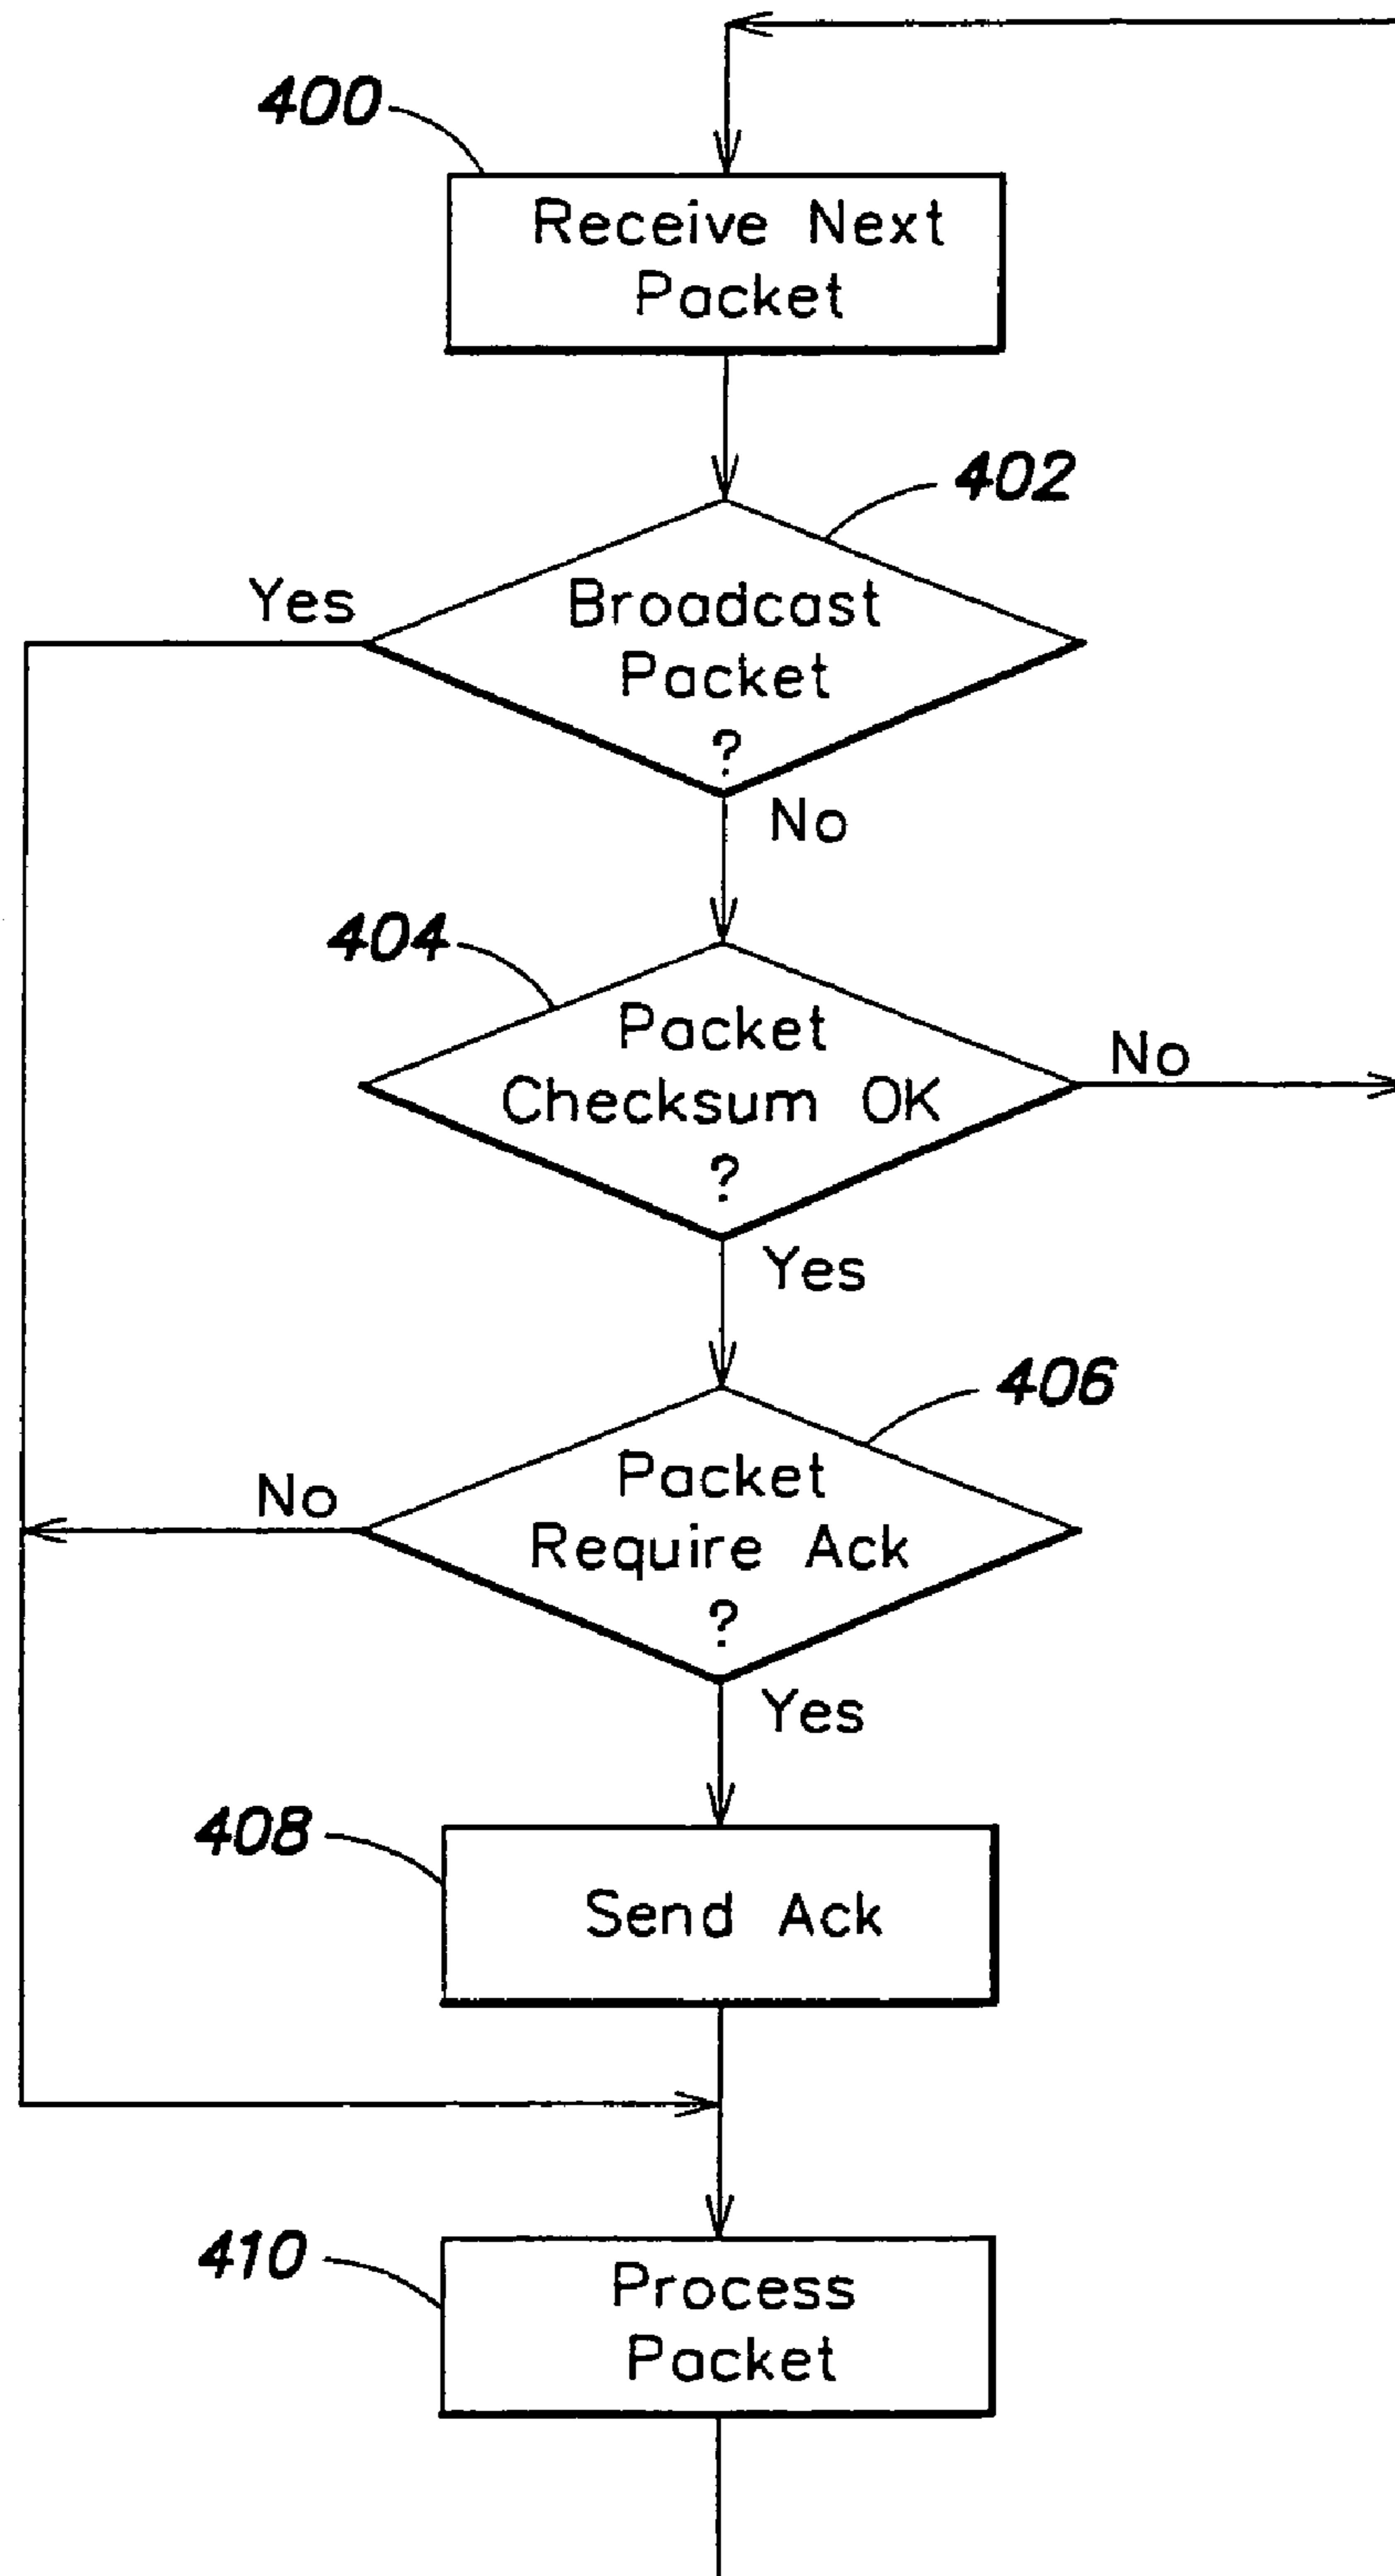 400
Receive Next
Packet
402
Yes
Broadcast
Packet
?
No
404
Packet
Checksum OK
?
No
Yes
406
No
Packet
Require Ack
?
Yes
408
Send Ack
410
Process
Packet